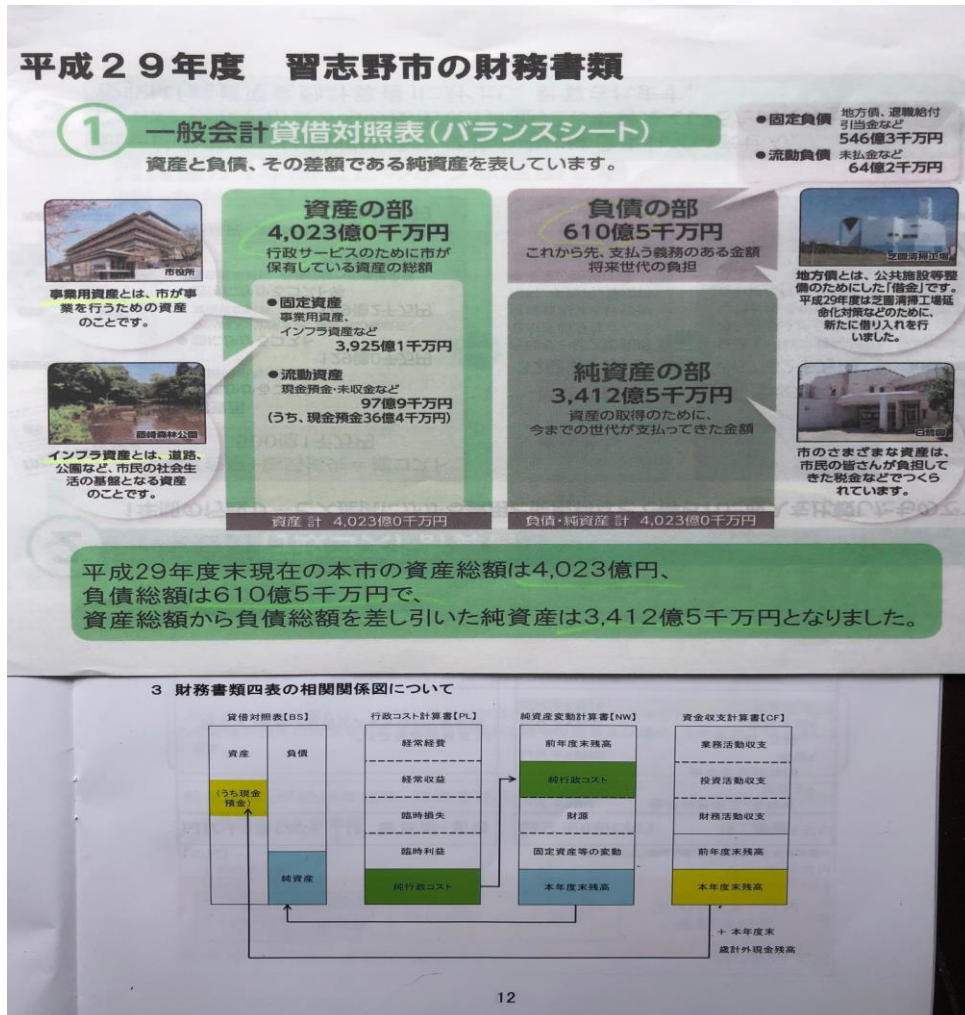 平成29年度 習志野市の財務書類
1 一般会計貸借対照表(バランスシート)
資産と負債、その差額である純資産を表しています。
●固定負債 地方債、退職給付
引当金など
546億3千万円
●流動負債 未払金など
64億2千万円
市役所
事業用資産とは、市が事
業を行うための資産
のことです。
藤崎森林公園
インフラ資産とは、道路、
公園など、市民の社会生
活の基盤となる資産
のことです。
資産の部
4,023億0千万円
行政サービスのために市が
保有している資産の総額
●固定資産
事業用資産、
インフラ資産など
3,925億1千万円
●流動資産
現金預金・未収金など
97億9千万円
(うち、現金預金36億4千万円)
資産 計 4,023億0千万円
負債の部
610億5千万円
これから先、支払う義務のある金額
将来世代の負担
純資産の部
3,412億5千万円
資産の取得のために、
今までの世代が支払ってきた金額
負債・純資産 計 4,023億0千万円
芝園清掃工場
地方債とは、公共施設等整
備のためにした「借金」です。
平成29年度は芝園清掃工場延
命化対策などのために、
新たに借り入れを行
いました。
白鷺園
市のさまざまな資産は、
市民の皆さんが負担して
きた税金などでつくら
れています。
平成29年度末現在の本市の資産総額は4,023億円、
負債総額は610億5千万円で、
資産総額から負債総額を差し引いた純資産は3,412億5千万円となりました。
3 財務書類四表の相関関係図について
貸借対照表【BS】
資産
負債
(うち現金
預金)
純資産
行政コスト計算書【PL】
経常経費
経常収益
臨時損失
臨時利益
純行政コスト
純資産変動計算書【NW】
前年度末残高
純行政コスト
財源
固定資産等の変動
本年度末残高
資金収支計算書【CF】
業務活動収支
投資活動収支
財務活動収支
前年度末残高
本年度末残高
+ 本年度末
歳計外現金残高
12